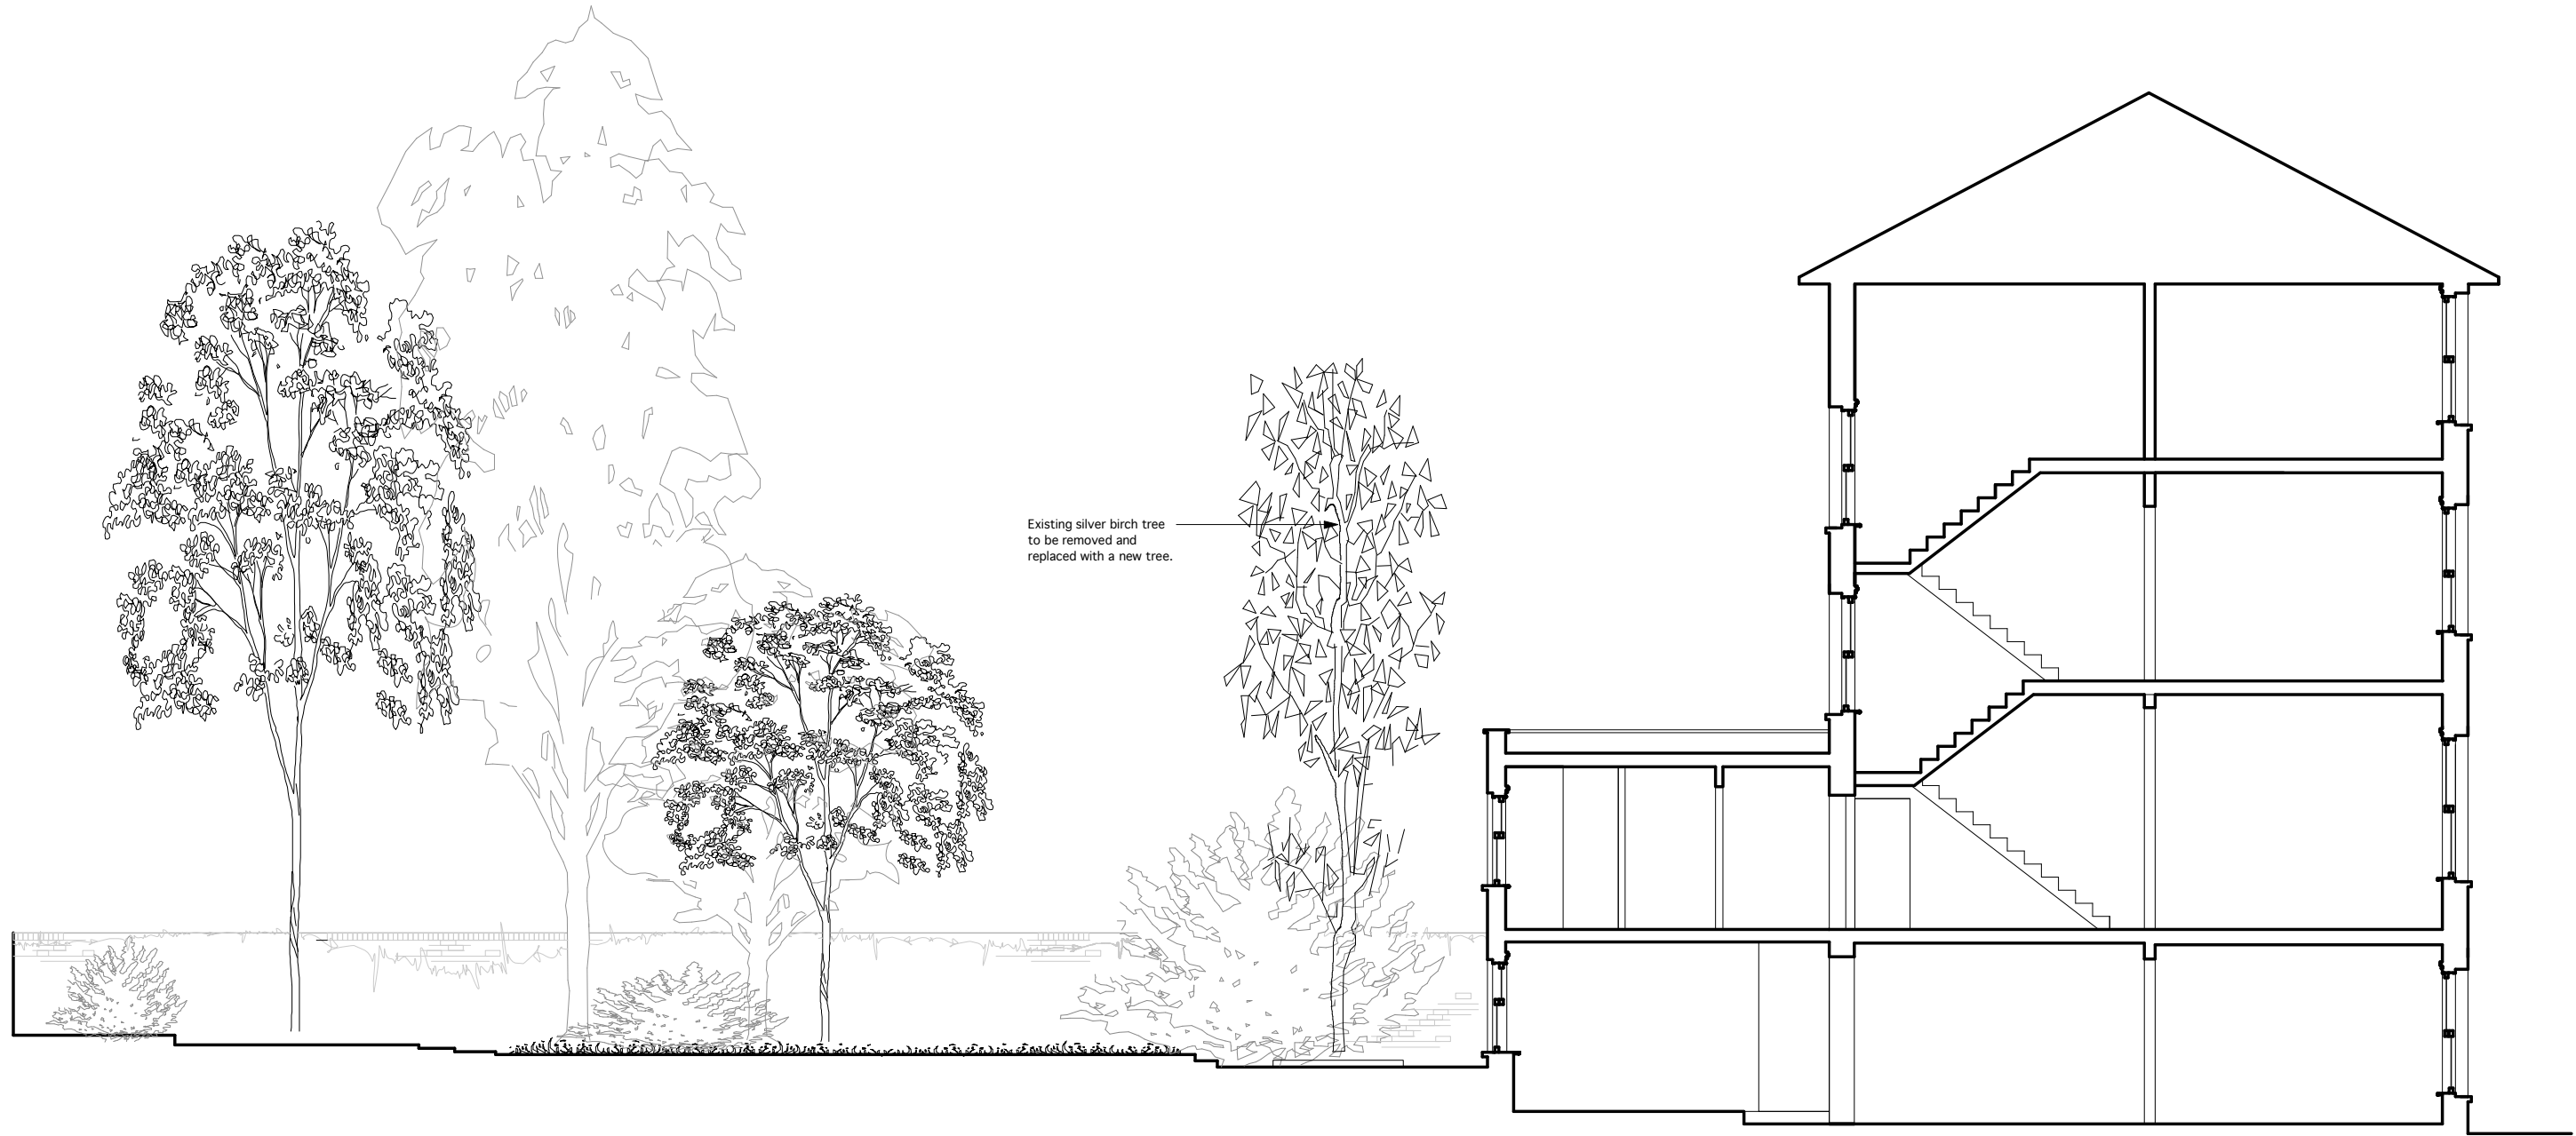 Existing silver birch tree
to be removed and
replaced with a new tree.